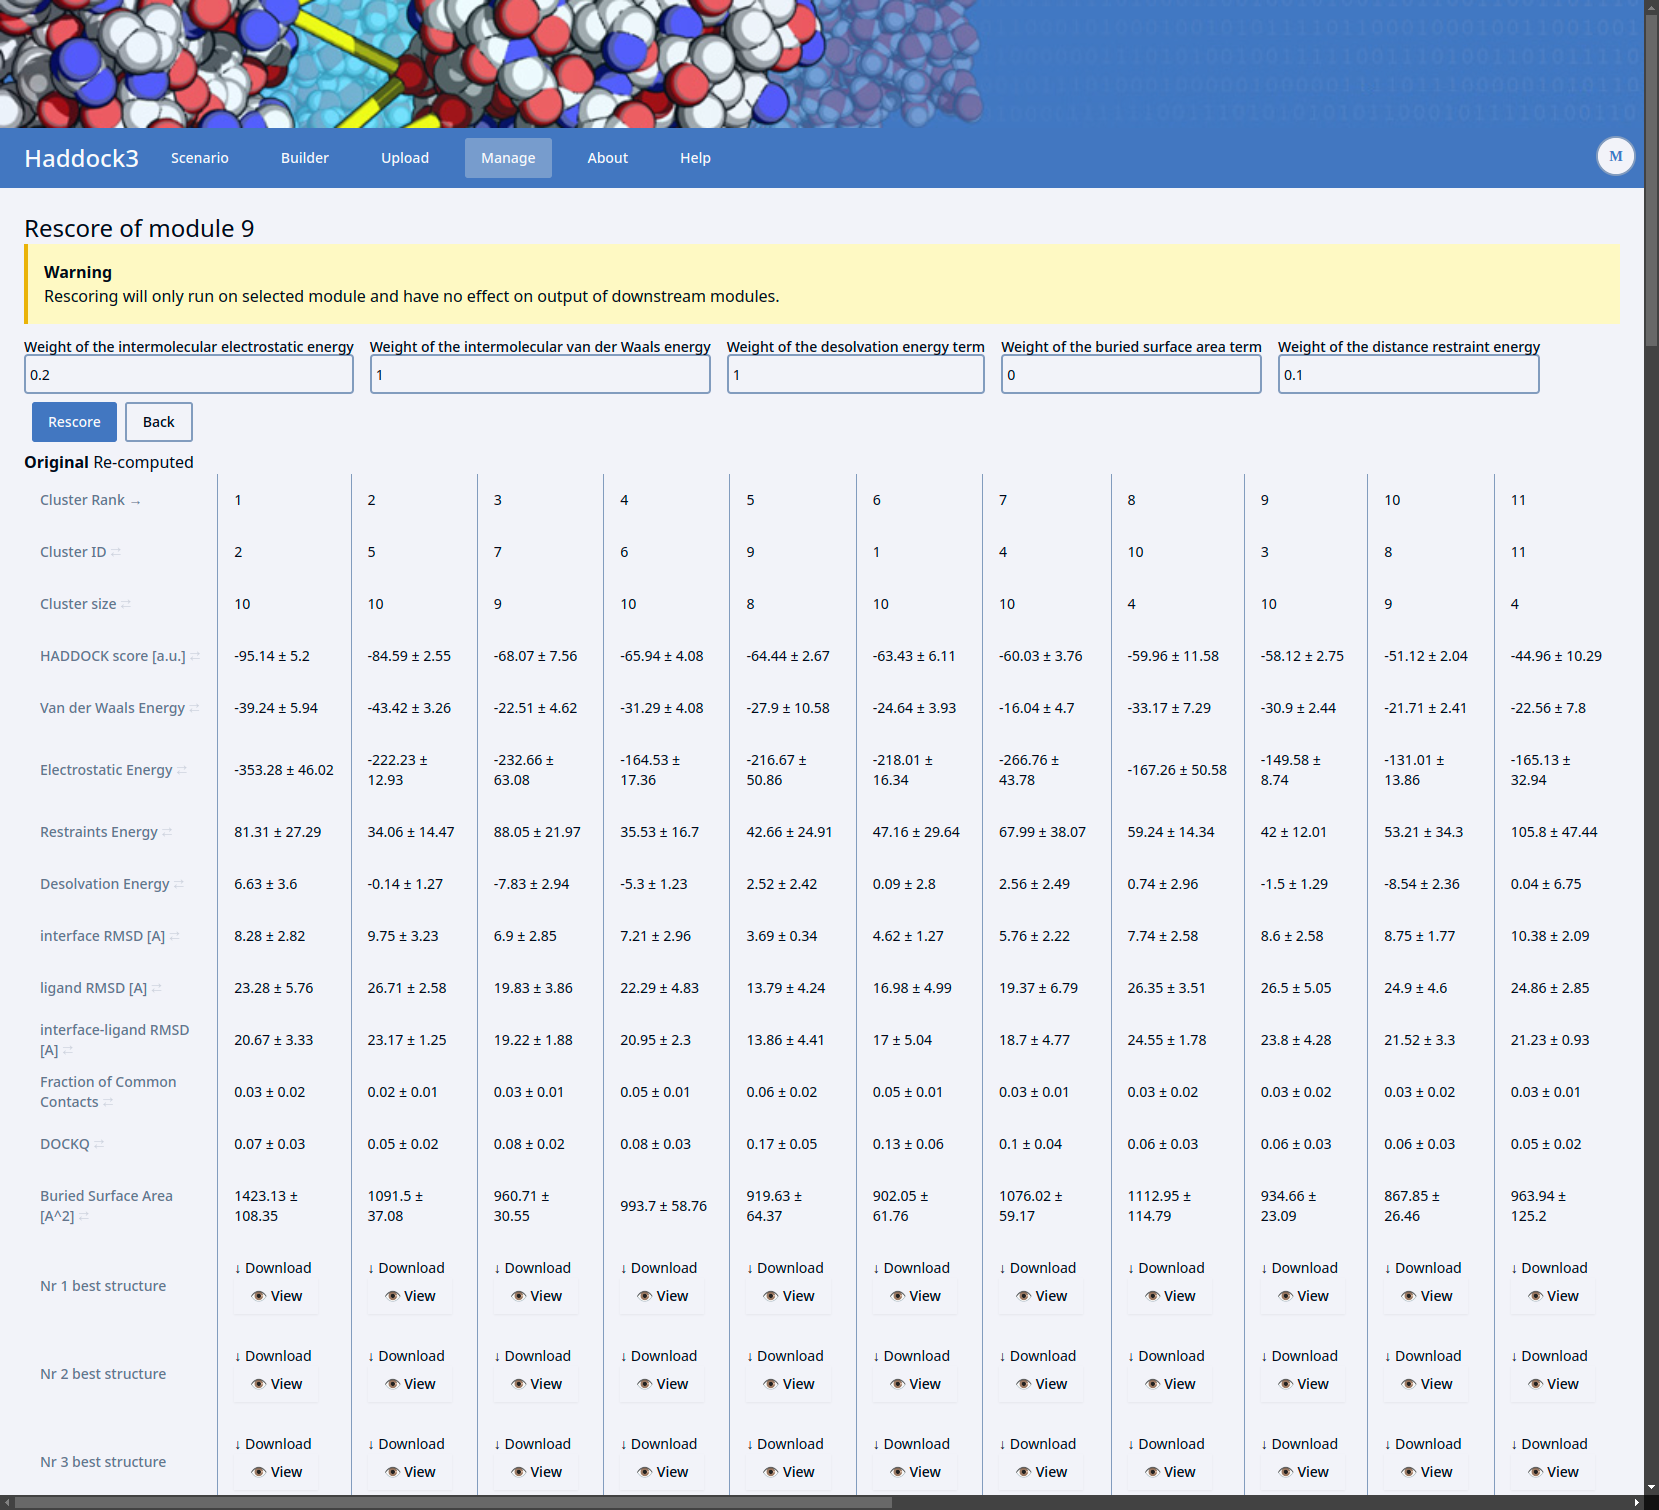 Haddock3 Scenario Builder Upload Manage About Help M
Rescore of module 9
Warning
Rescoring will only run on selected module and have no effect on output of downstream modules.
Weight of the intermolecular electrostatic energy Weight of the intermolecular van der Waals energy Weight of the desolvation energy term Weight of the buried surface area term Weight of the distance restraint energy
0.2 1 1 0 0.1
Rescore Back
Original Re-computed
Cluster Rank → 1 2 3 4 5 6 7 8 9 10 11
Cluster ID ⇄ 2 5 7 6 9 1 4 10 3 8 11
Cluster size ⇄ 10 10 9 10 8 10 10 4 10 9 4
HADDOCK score [a.u.] ⇄ -95.14 ± 5.2 -84.59 ± 2.55 -68.07 ± 7.56 -65.94 ± 4.08 -64.44 ± 2.67 -63.43 ± 6.11 -60.03 ± 3.76 -59.96 ± 11.58 -58.12 ± 2.75 -51.12 ± 2.04 -44.96 ± 10.29
Van der Waals Energy ⇄ -39.24 ± 5.94 -43.42 ± 3.26 -22.51 ± 4.62 -31.29 ± 4.08 -27.9 ± 10.58 -24.64 ± 3.93 -16.04 ± 4.7 -33.17 ± 7.29 -30.9 ± 2.44 -21.71 ± 2.41 -22.56 ± 7.8
Electrostatic Energy ⇄ -353.28 ± 46.02 -222.23 ± 12.93 -232.66 ± 63.08 -164.53 ± 17.36 -216.67 ± 50.86 -218.01 ± 16.34 -266.76 ± 43.78 -167.26 ± 50.58 -149.58 ± 8.74 -131.01 ± 13.86 -165.13 ± 32.94
Restraints Energy ⇄ 81.31 ± 27.29 34.06 ± 14.47 88.05 ± 21.97 35.53 ± 16.7 42.66 ± 24.91 47.16 ± 29.64 67.99 ± 38.07 59.24 ± 14.34 42 ± 12.01 53.21 ± 34.3 105.8 ± 47.44
Desolvation Energy ⇄ 6.63 ± 3.6 -0.14 ± 1.27 -7.83 ± 2.94 -5.3 ± 1.23 2.52 ± 2.42 0.09 ± 2.8 2.56 ± 2.49 0.74 ± 2.96 -1.5 ± 1.29 -8.54 ± 2.36 0.04 ± 6.75
interface RMSD [A] ⇄ 8.28 ± 2.82 9.75 ± 3.23 6.9 ± 2.85 7.21 ± 2.96 3.69 ± 0.34 4.62 ± 1.27 5.76 ± 2.22 7.74 ± 2.58 8.6 ± 2.58 8.75 ± 1.77 10.38 ± 2.09
ligand RMSD [A] ⇄ 23.28 ± 5.76 26.71 ± 2.58 19.83 ± 3.86 22.29 ± 4.83 13.79 ± 4.24 16.98 ± 4.99 19.37 ± 6.79 26.35 ± 3.51 26.5 ± 5.05 24.9 ± 4.6 24.86 ± 2.85
interface-ligand RMSD [A] ⇄ 20.67 ± 3.33 23.17 ± 1.25 19.22 ± 1.88 20.95 ± 2.3 13.86 ± 4.41 17 ± 5.04 18.7 ± 4.77 24.55 ± 1.78 23.8 ± 4.28 21.52 ± 3.3 21.23 ± 0.93
Fraction of Common Contacts ⇄ 0.03 ± 0.02 0.02 ± 0.01 0.03 ± 0.01 0.05 ± 0.01 0.06 ± 0.02 0.05 ± 0.01 0.03 ± 0.01 0.03 ± 0.02 0.03 ± 0.02 0.03 ± 0.02 0.03 ± 0.01
DOCKQ ⇄ 0.07 ± 0.03 0.05 ± 0.02 0.08 ± 0.02 0.08 ± 0.03 0.17 ± 0.05 0.13 ± 0.06 0.1 ± 0.04 0.06 ± 0.03 0.06 ± 0.03 0.06 ± 0.03 0.05 ± 0.02
Buried Surface Area [A^2] ⇄ 1423.13 ± 108.35 1091.5 ± 37.08 960.71 ± 30.55 993.7 ± 58.76 919.63 ± 64.37 902.05 ± 61.76 1076.02 ± 59.17 1112.95 ± 114.79 934.66 ± 23.09 867.85 ± 26.46 963.94 ± 125.2
↓ Download ↓ Download ↓ Download ↓ Download ↓ Download ↓ Download ↓ Download ↓ Download ↓ Download ↓ Download ↓ Download
Nr 1 best structure
View View View View View View View View View View View
↓ Download ↓ Download ↓ Download ↓ Download ↓ Download ↓ Download ↓ Download ↓ Download ↓ Download ↓ Download ↓ Download
Nr 2 best structure
View View View View View View View View View View View
↓ Download ↓ Download ↓ Download ↓ Download ↓ Download ↓ Download ↓ Download ↓ Download ↓ Download ↓ Download ↓ Download
Nr 3 best structure
View View View View View View View View View View View